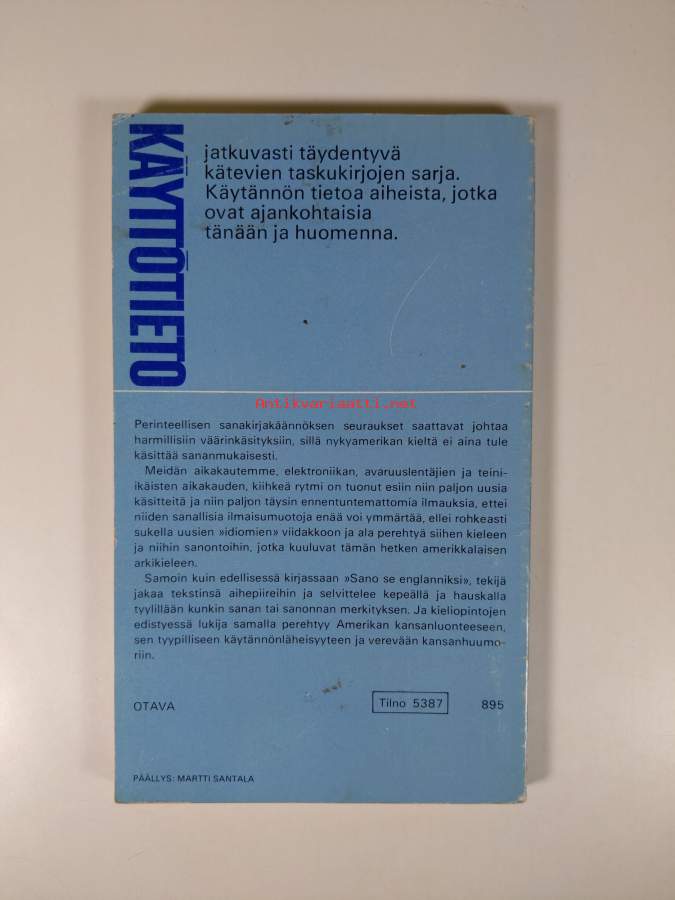 KÄYTTÖTIETO
jatkuvasti täydentyvä
kätevien taskukirjojen sarja.
Käytännön tietoa aiheista, jotka
ovat ajankohtaisia
tänään ja huomenna.
Antikvariaatti.net
Perinteellisen sanakirjakäännöksen seuraukset saattavat johtaa
harmillisiin väärinkäsityksiin, sillä nykyamerikan kieltä ei aina tule
käsittää sananmukaisesti.
Meidän aikakautemme, elektroniikan, avaruuslentäjien ja teini-
ikäisten aikakauden, kiihkeä rytmi on tuonut esiin niin paljon uusia
käsitteitä ja niin paljon täysin ennentuntemattomia ilmauksia, ettei
niiden sanallisia ilmaisumuotoja enää voi ymmärtää, ellei rohkeasti
sukella uusien »idiomien» viidakkoon ja ala perehtyä siihen kieleen
ja niihin sanontoihin, jotka kuuluvat tämän hetken amerikkalaisen
arkikieleen.
Samoin kuin edellisessä kirjassaan »Sano se englanniksi», tekijä
jakaa tekstinsä aihepiireihin ja selvittelee kepeällä ja hauskalla
tyylillään kunkin sanan tai sanonnan merkityksen. Ja kieliopintojen
edistyessä lukija samalla perehtyy Amerikan kansanluonteeseen,
sen tyypilliseen käytännönläheisyyteen ja verevään kansanhuumo-
riin.
OTAVA
Tilno 5387
895
PÄÄLLYS: MARTTI SANTALA